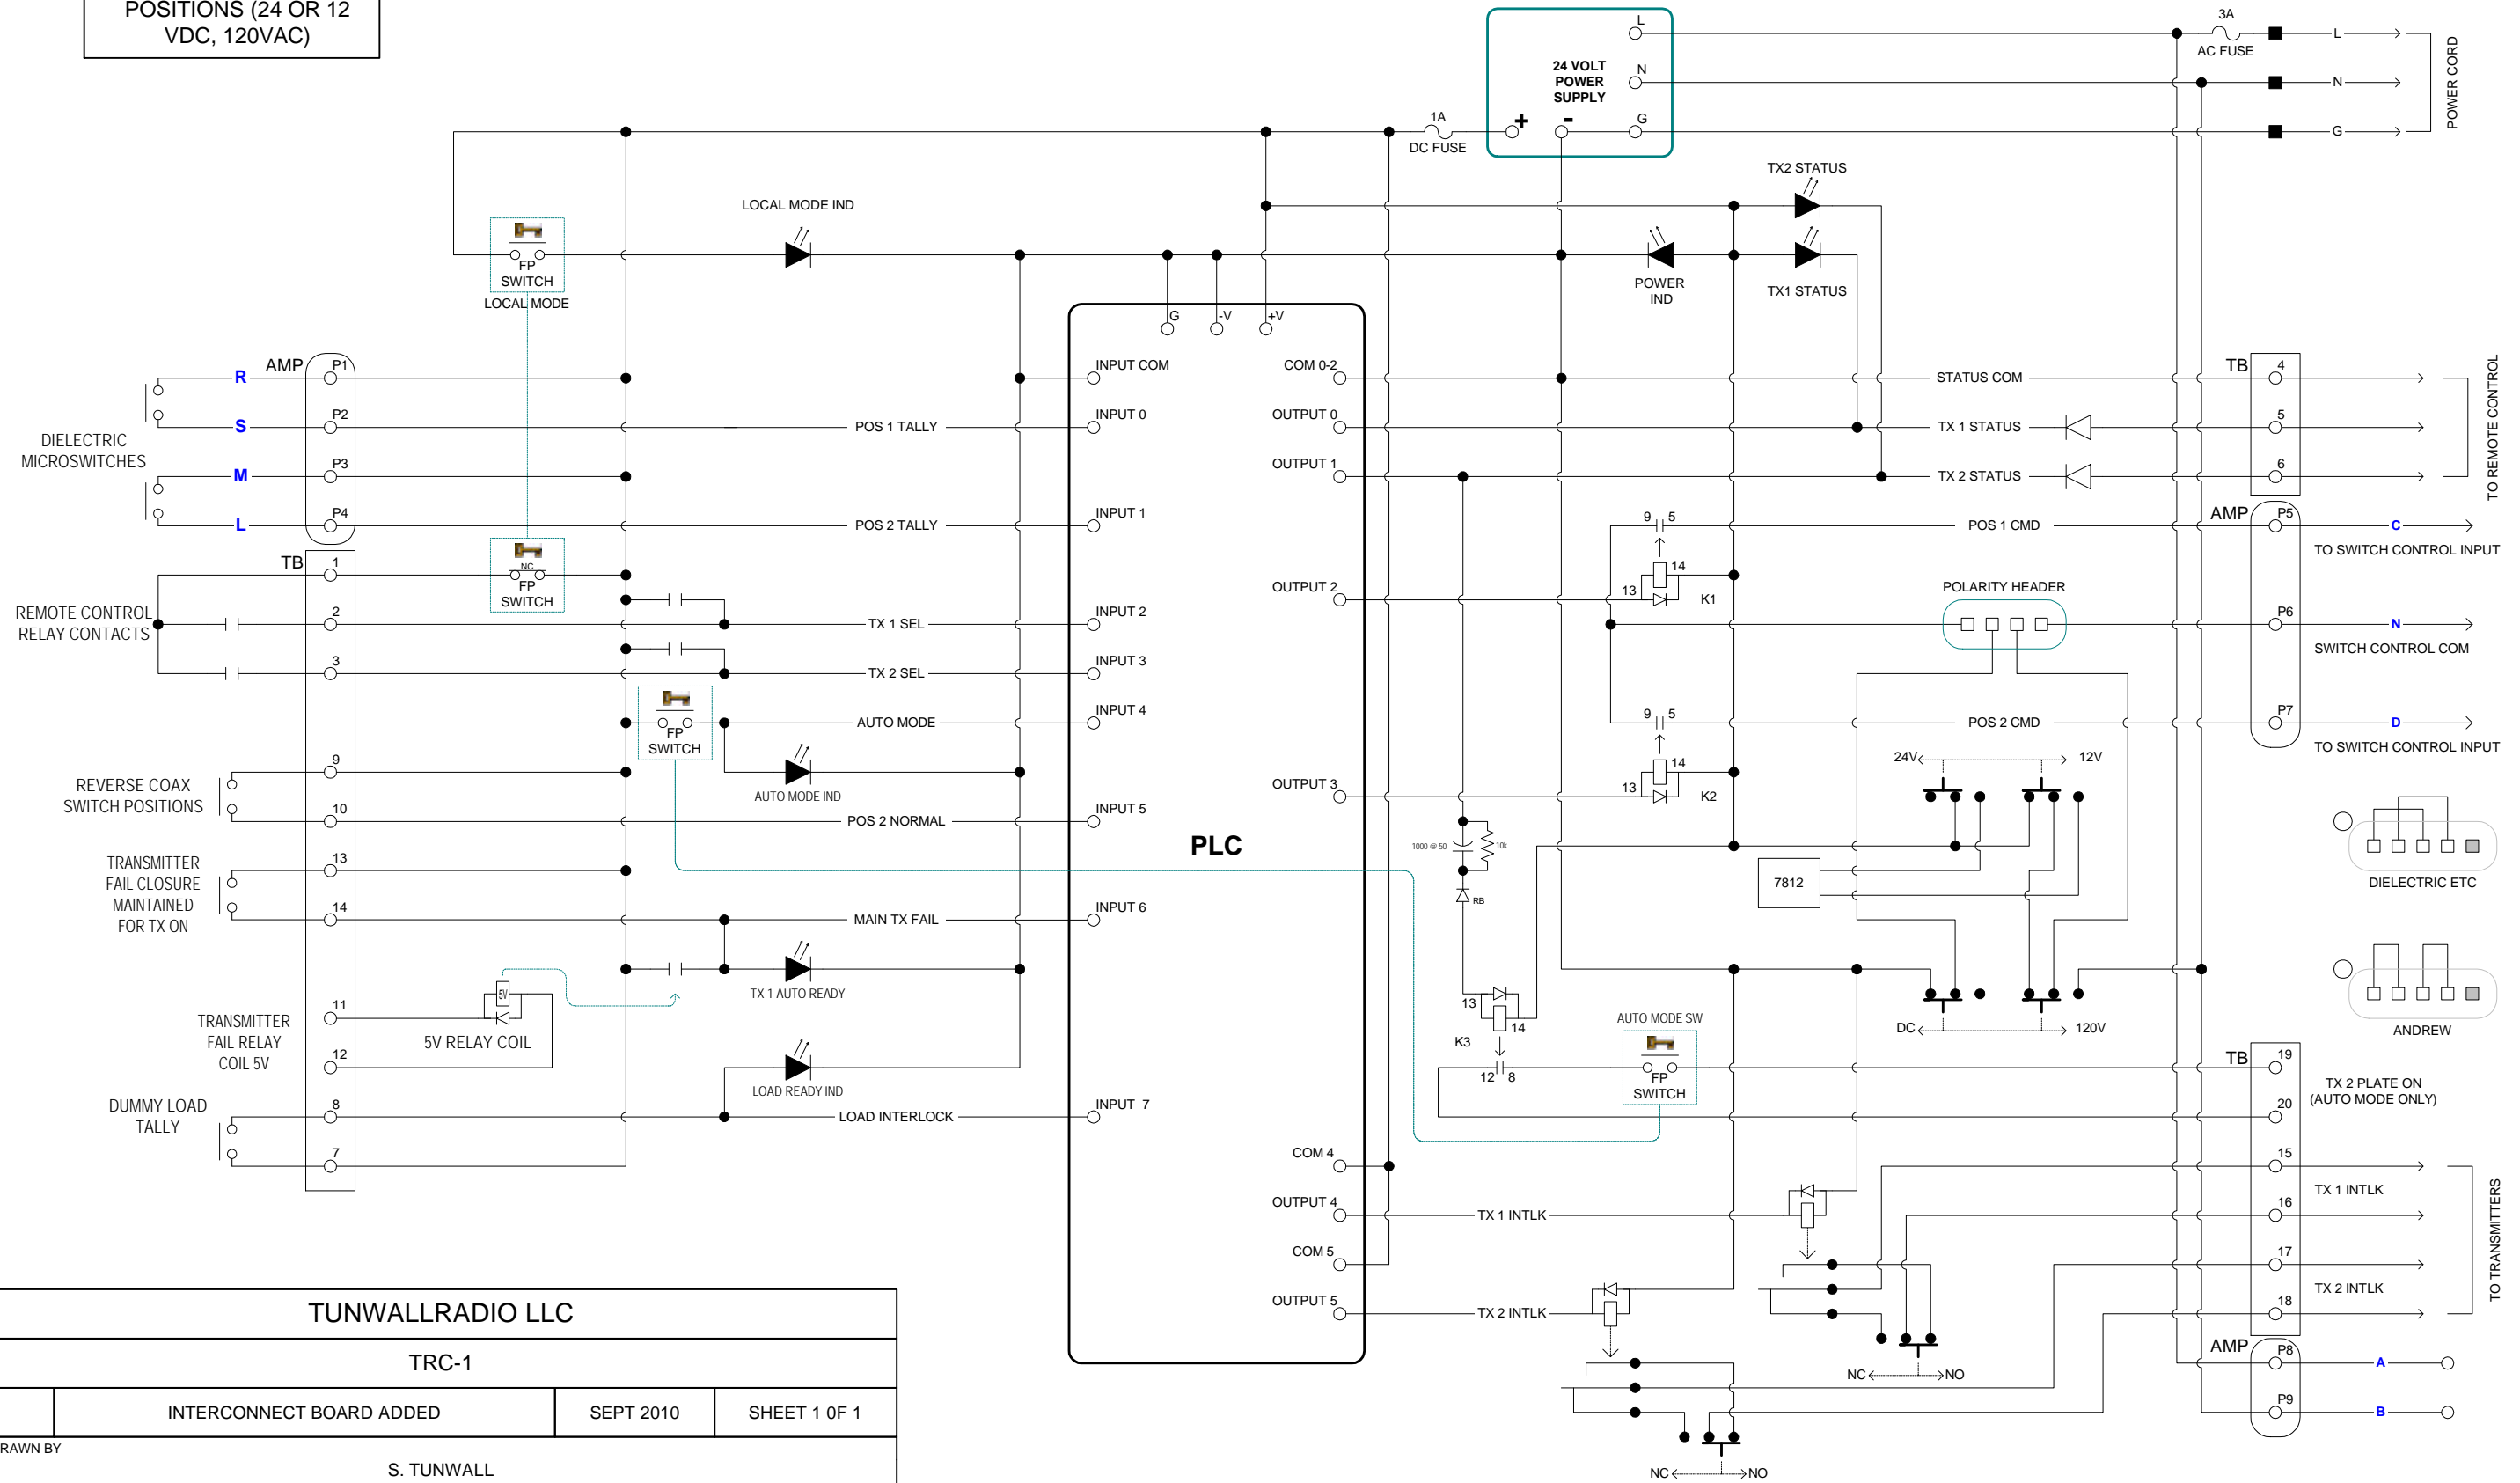 POSITIONS (24 OR 12
VDC, 120VAC)
L
3A
AC FUSE
L
24 VOLT
POWER
SUPPLY
N
N
POWER CORD
1A
DC FUSE
+
-
G
G
TX2 STATUS
LOCAL MODE IND
FP
SWITCH
LOCAL MODE
POWER
IND
TX1 STATUS
G
-V
+V
AMP
P1
R
INPUT COM
COM 0-2
STATUS COM
TB
4
TO REMOTE CONTROL
P2
S
POS 1 TALLY
INPUT 0
OUTPUT 0
TX 1 STATUS
5
DIELECTRIC
MICROSWITCHES
P3
M
OUTPUT 1
TX 2 STATUS
6
P4
L
POS 2 TALLY
INPUT 1
9
5
POS 1 CMD
AMP
P5
C
TO SWITCH CONTROL INPUT
TB
1
NC
FP
SWITCH
14
13
K1
OUTPUT 2
POLARITY HEADER
REMOTE CONTROL
RELAY CONTACTS
2
TX 1 SEL
INPUT 2
P6
N
SWITCH CONTROL COM
3
TX 2 SEL
INPUT 3
FP
SWITCH
AUTO MODE
INPUT 4
9
5
POS 2 CMD
P7
D
TO SWITCH CONTROL INPUT
REVERSE COAX
SWITCH POSITIONS
9
AUTO MODE IND
OUTPUT 3
14
13
K2
24V
12V
10
POS 2 NORMAL
INPUT 5
PLC
1000 @ 50
10k
TRANSMITTER
FAIL CLOSURE
MAINTAINED
FOR TX ON
13
7812
DIELECTRIC ETC
RB
14
MAIN TX FAIL
INPUT 6
TX 1 AUTO READY
TRANSMITTER
FAIL RELAY
COIL 5V
11
5V
5V RELAY COIL
13
14
K3
AUTO MODE SW
DC
120V
ANDREW
12
LOAD READY IND
12
8
FP
SWITCH
TB
19
TX 2 PLATE ON
(AUTO MODE ONLY)
DUMMY LOAD
TALLY
8
LOAD INTERLOCK
INPUT 7
20
7
COM 4
15
TX 1 INTLK
OUTPUT 4
TX 1 INTLK
16
TO TRANSMITTERS
COM 5
17
OUTPUT 5
TX 2 INTLK
TX 2 INTLK
18
AMP
P8
A
NC
NO
P9
B
NC
NO
TUNWALLRADIO LLC
TRC-1
INTERCONNECT BOARD ADDED
SEPT 2010
SHEET 1 0F 1
RAWN BY
S. TUNWALL